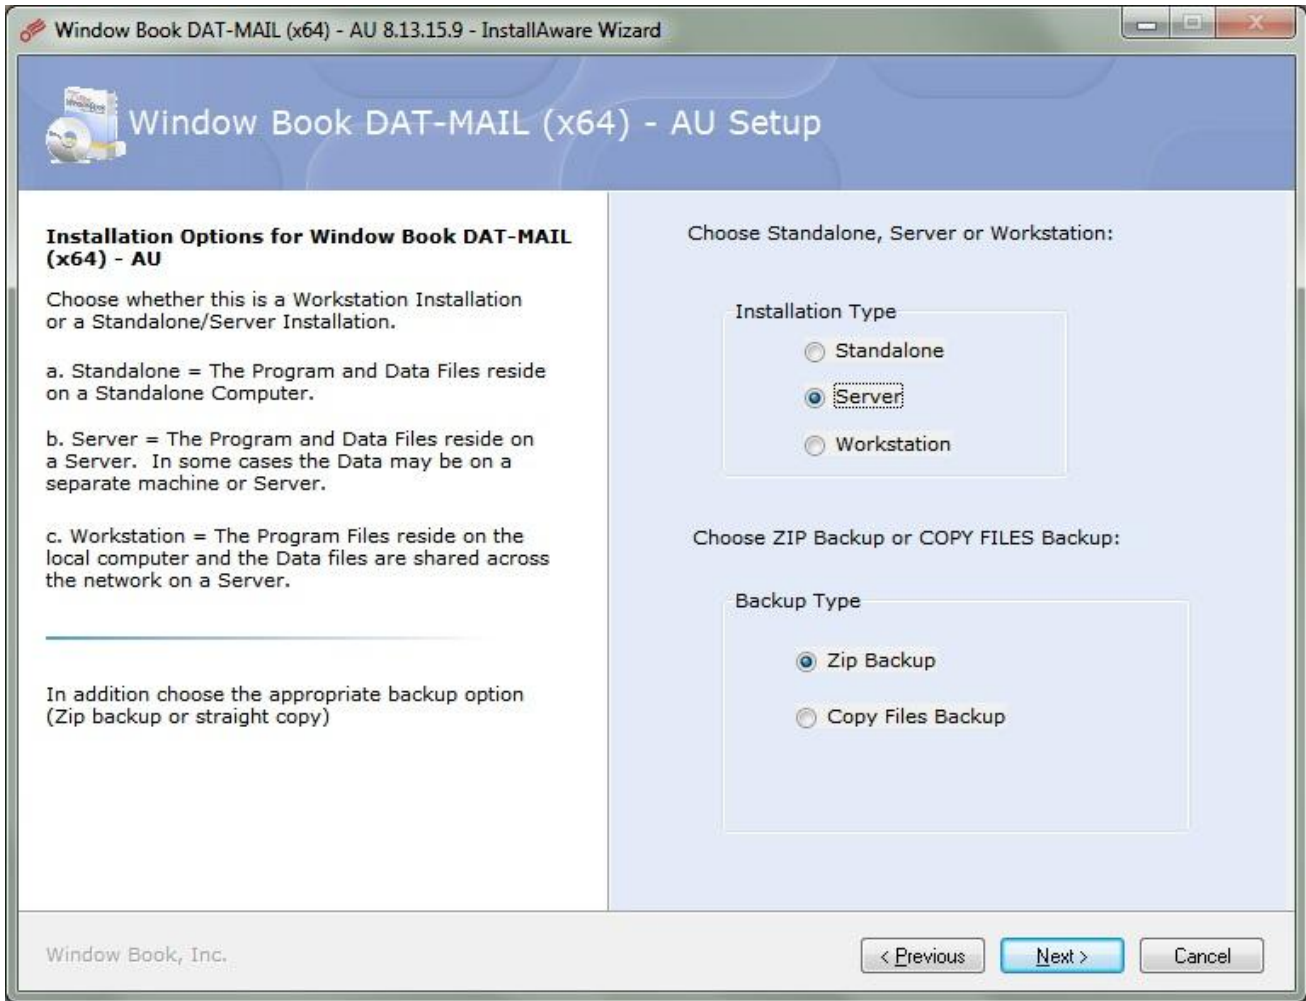 Window Book DAT-MAIL (x64) - AU 8.13.15.9 - InstallAware Wizard
Window Book DAT-MAIL (x64) - AU Setup
Installation Options for Window Book DAT-MAIL
(x64) - AU
Choose whether this is a Workstation Installation
or a Standalone/Server Installation.
a. Standalone = The Program and Data Files reside
on a Standalone Computer.
b. Server = The Program and Data Files reside on
a Server.  In some cases the Data may be on a
separate machine or Server.
c. Workstation = The Program Files reside on the
local computer and the Data files are shared across
the network on a Server.
In addition choose the appropriate backup option
(Zip backup or straight copy)
Choose Standalone, Server or Workstation:
Installation Type
Standalone
Server
Workstation
Choose ZIP Backup or COPY FILES Backup:
Backup Type
Zip Backup
Copy Files Backup
Window Book, Inc.
< Previous
Next >
Cancel